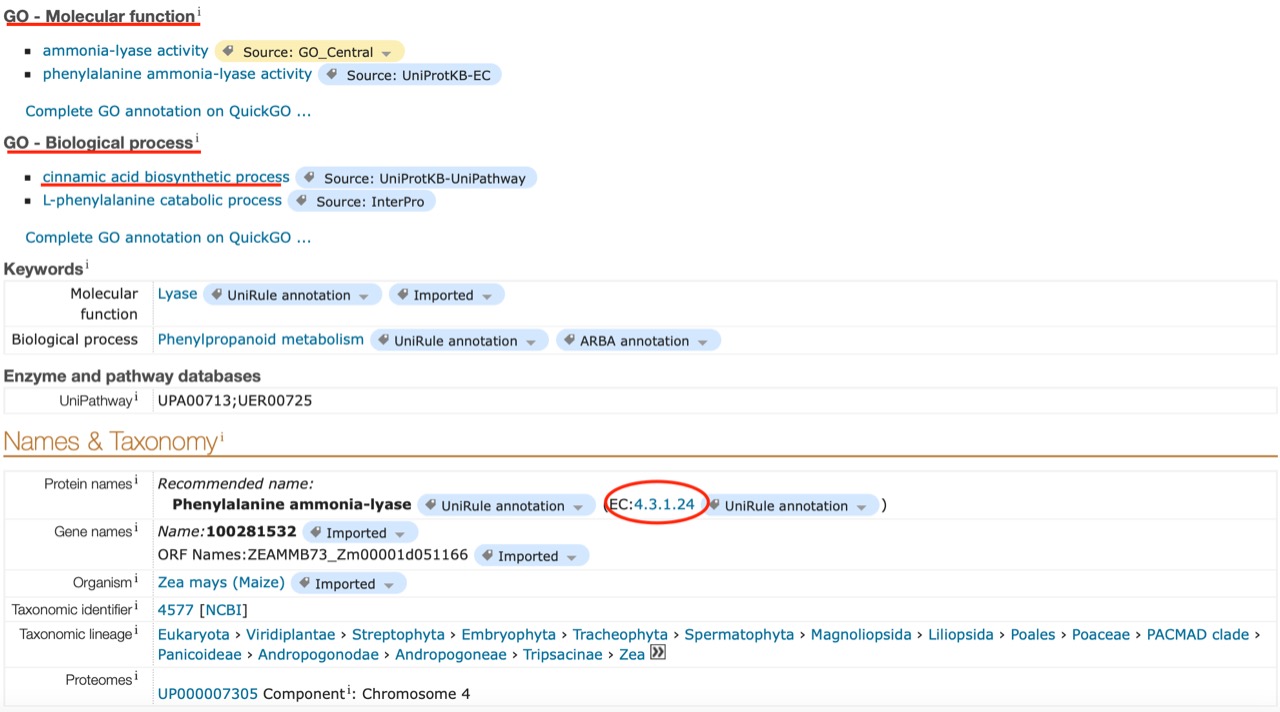 GO - Molecular function i
▪ ammonia-lyase activity Source: GO_Central
▪ phenylalanine ammonia-lyase activity Source: UniProtKB-EC
Complete GO annotation on QuickGO ...
GO - Biological process i
▪ cinnamic acid biosynthetic process Source: UniProtKB-UniPathway
▪ L-phenylalanine catabolic process Source: InterPro
Complete GO annotation on QuickGO ...
Keywords i
Molecular Lyase UniRule annotation Imported
function
Biological process Phenylpropanoid metabolism UniRule annotation ARBA annotation
Enzyme and pathway databases
UniPathway i UPA00713;UER00725
Names & Taxonomy i
Protein names i Recommended name:
Phenylalanine ammonia-lyase UniRule annotation (EC:4.3.1.24 UniRule annotation )
Gene names i Name:100281532 Imported
ORF Names:ZEAMMB73_Zm00001d051166 Imported
Organism i Zea mays (Maize) Imported
Taxonomic identifier i 4577 [NCBI]
Taxonomic lineage i Eukaryota › Viridiplantae › Streptophyta › Embryophyta › Tracheophyta › Spermatophyta › Magnoliopsida › Liliopsida › Poales › Poaceae › PACMAD clade ›
Panicoideae › Andropogonodae › Andropogoneae › Tripsacinae › Zea »
Proteomes i
UP000007305 Component i: Chromosome 4